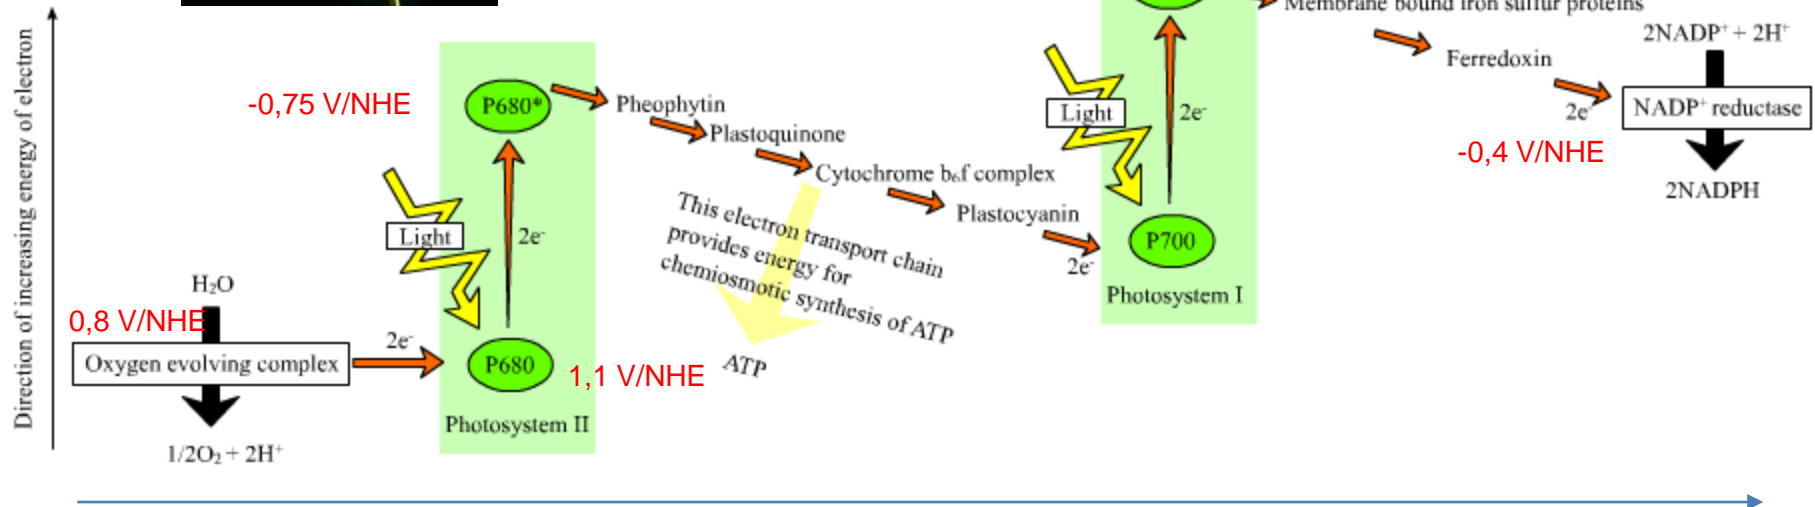 Direction of increasing energy of electron
Membrane bound iron sulfur proteins
2NADP⁺ + 2H⁺
Ferredoxin
2e⁻
NADP⁺ reductase
-0,4 V/NHE
2NADPH
-0,75 V/NHE
P680*
Pheophytin
Plastoquinone
Cytochrome b₆f complex
Plastocyanin
2e⁻
Light
2e⁻
P700
Photosystem I
This electron transport chain
provides energy for
chemiosmotic synthesis of ATP
ATP
Light
2e⁻
H₂O
0,8 V/NHE
Oxygen evolving complex
2e⁻
P680
1,1 V/NHE
Photosystem II
1/2O₂ + 2H⁺